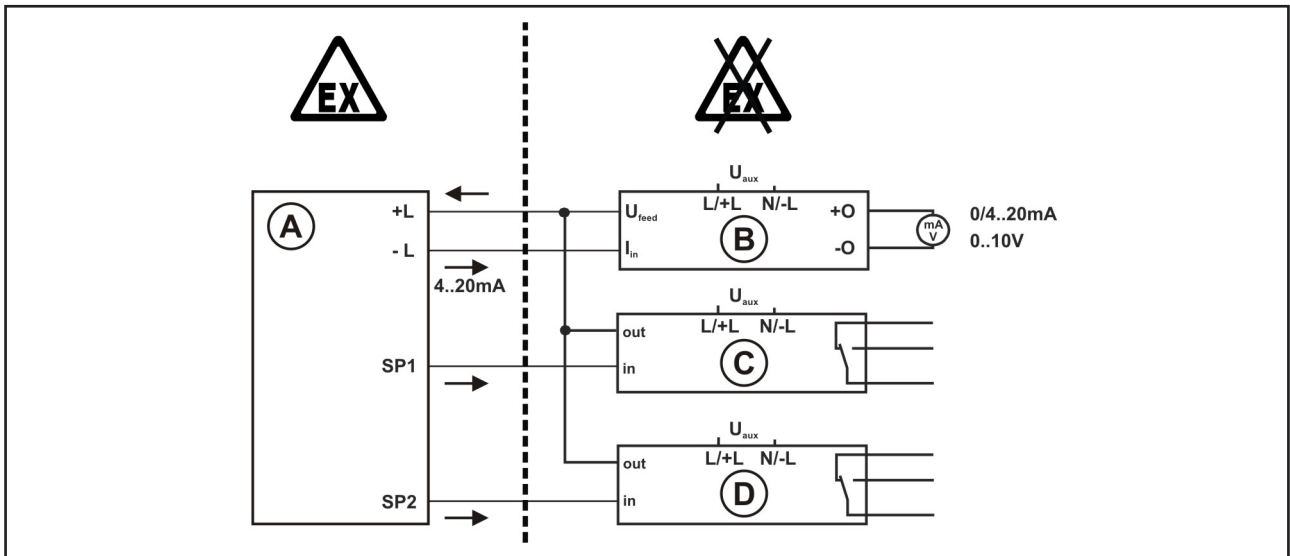 EX
EX
A
+L
- L
4..20mA
SP1
SP2
U aux
L/+L N/-L
U feed
I in
B
+O
-O
mA
V
0/4..20mA
0..10V
U aux
L/+L N/-L
out
in
C
U aux
L/+L N/-L
out
in
D